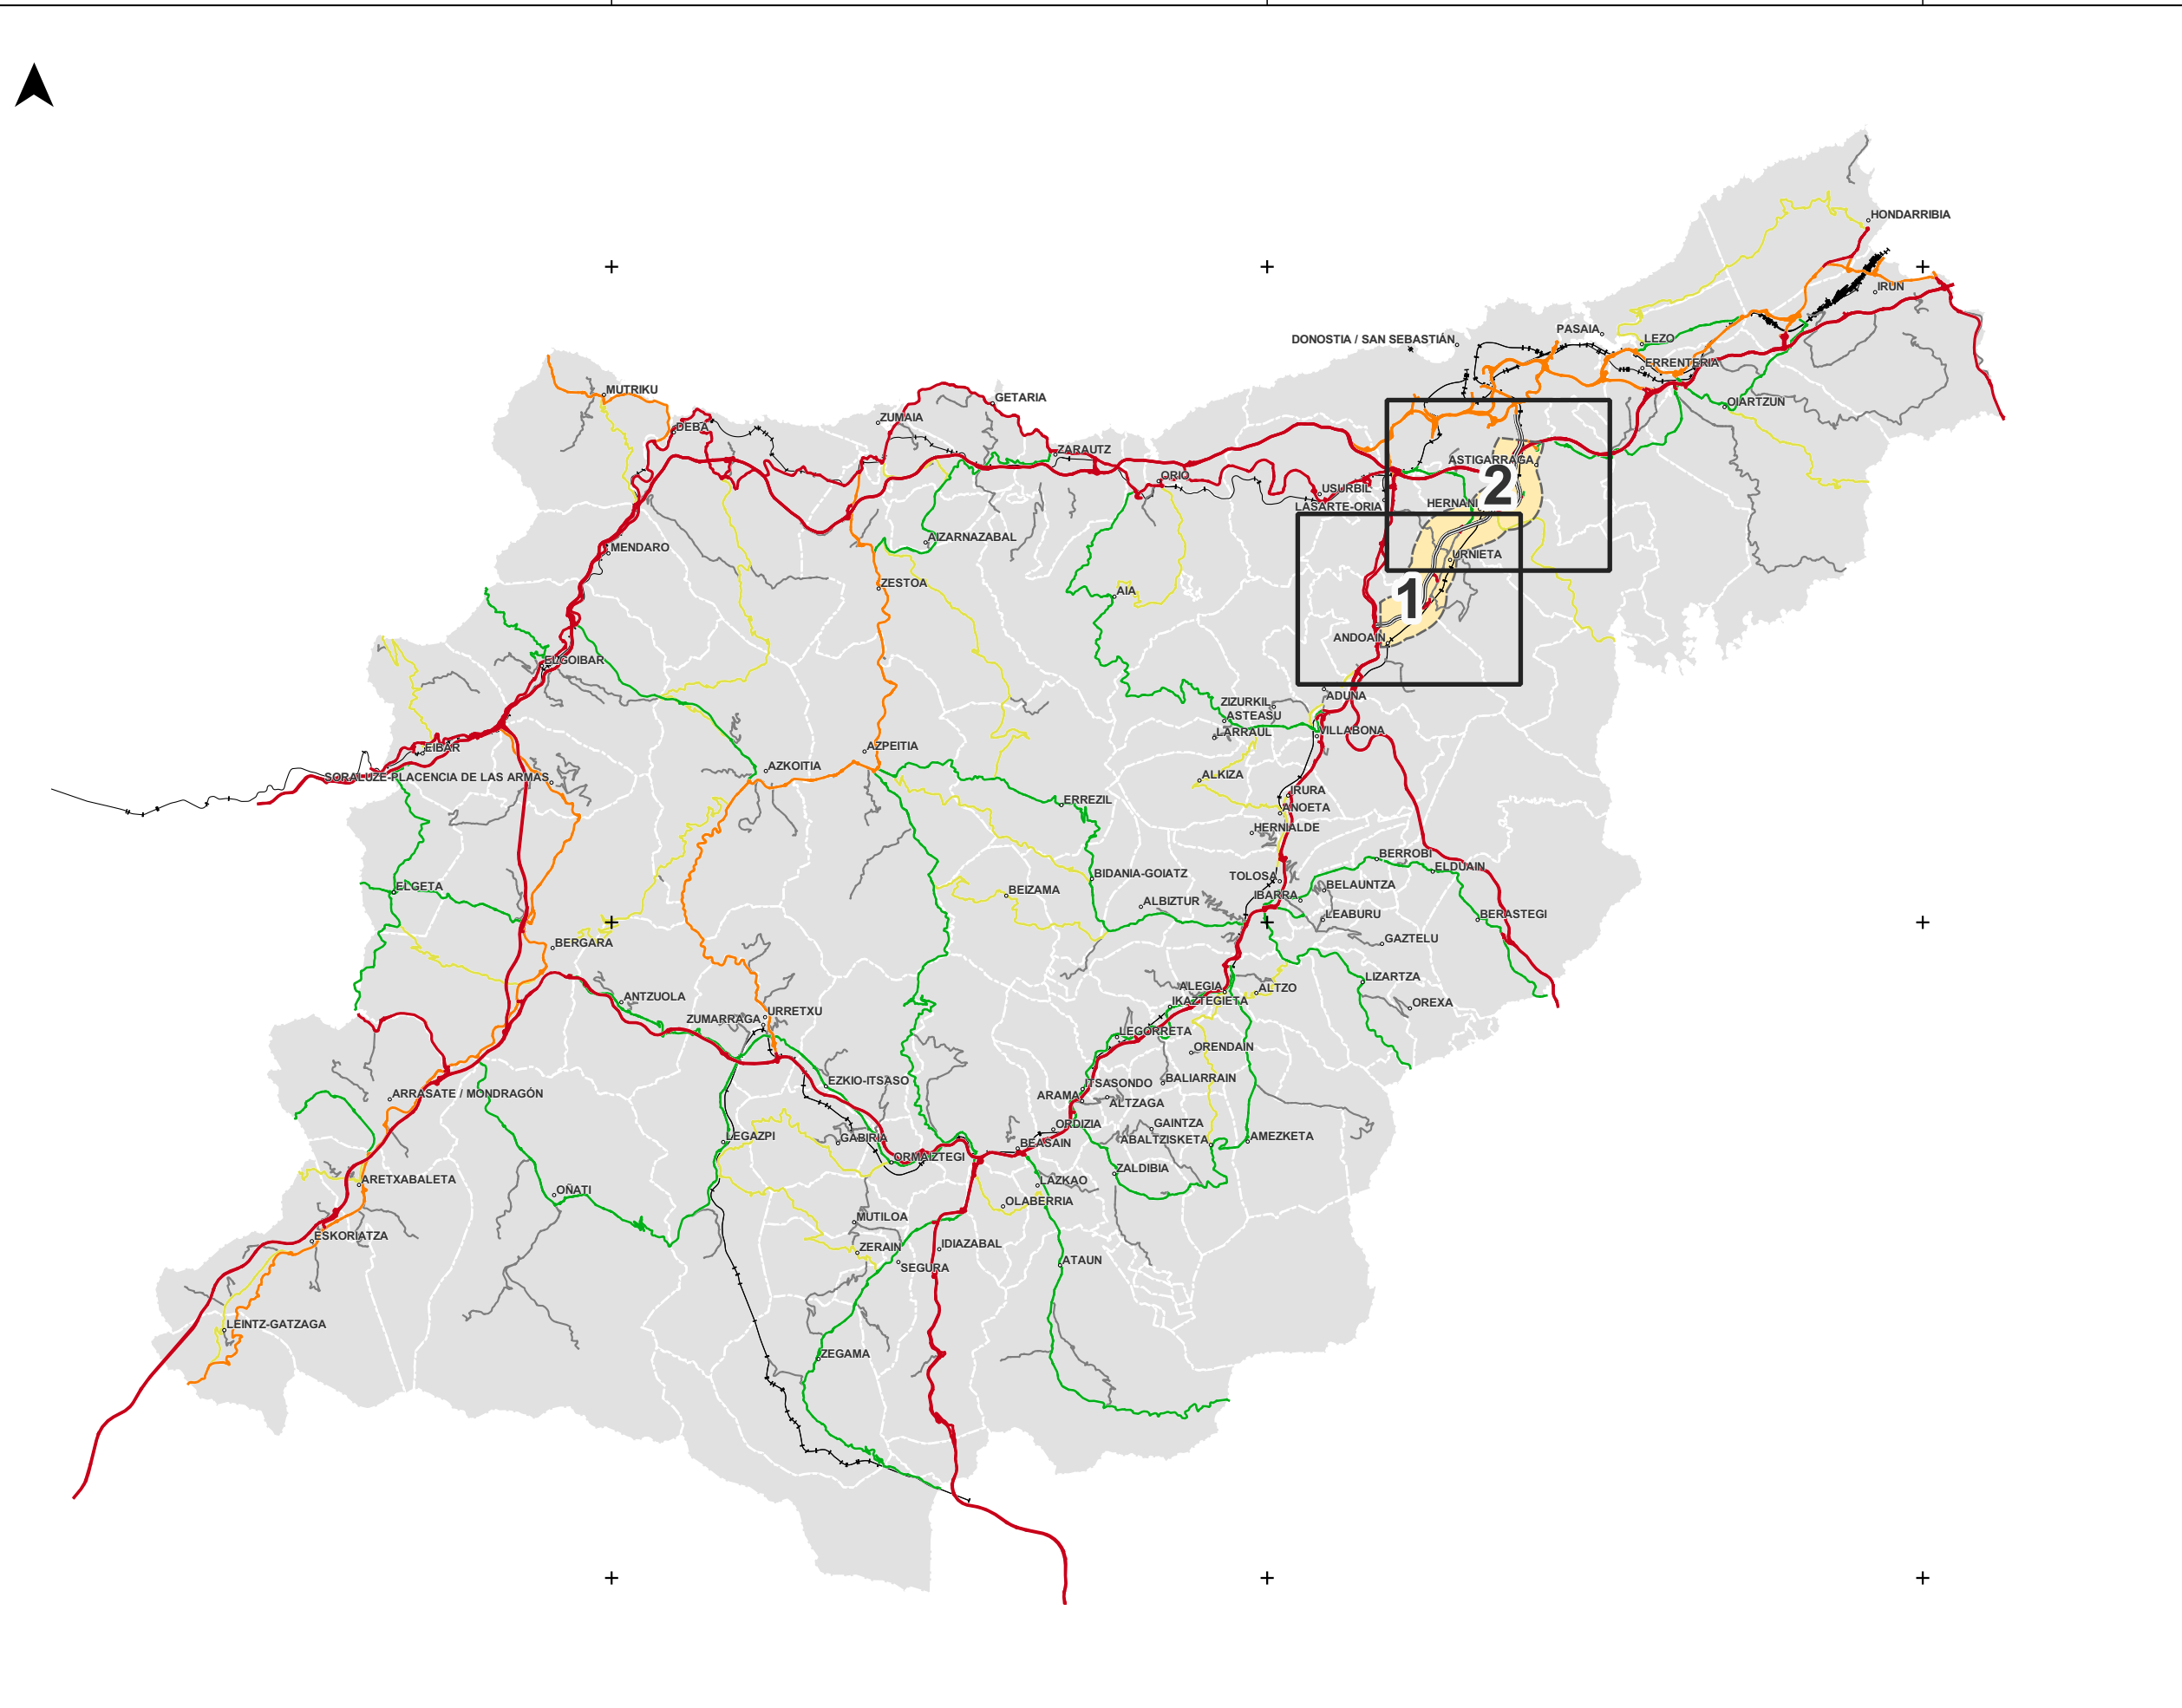 HONDARRIBIA
IRUN
PASAIA
DONOSTIA / SAN SEBASTIÁN
LEZO
ERRENTERIA
MUTRIKU
GETARIA
OIARTZUN
ZUMAIA
DEBA
ZARAUTZ
ASTIGARRAGA
ORIO
2
USURBIL
HERNANI
LASARTE-ORIA
AIZARNAZABAL
MENDARO
URNIETA
ZESTOA
AIA
1
ANDOAIN
ELGOIBAR
ADUNA
ZIZURKIL
ASTEASU
VILLABONA
LARRAUL
EIBAR
AZPEITIA
AZKOITIA
SORALUZE-PLACENCIA DE LAS ARMAS
ALKIZA
IRURA
ERREZIL
ANOETA
HERNIALDE
BERROBI
ELDUAIN
BIDANIA-GOIATZ
TOLOSA
ELGETA
BELAUNTZA
BEIZAMA
IBARRA
ALBIZTUR
LEABURU
BERASTEGI
GAZTELU
BERGARA
LIZARTZA
ALEGIA
ALTZO
ANTZUOLA
IKAZTEGIETA
OREXA
URRETXU
ZUMARRAGA
LEGORRETA
ORENDAIN
EZKIO-ITSASO
BALIARRAIN
ITSASONDO
ARRASATE / MONDRAGÓN
ARAMA
ALTZAGA
ORDIZIA
GAINTZA
LEGAZPI
GABIRIA
ABALTZISKETA
AMEZKETA
BEASAIN
ORMAIZTEGI
ZALDIBIA
ARETXABALETA
LAZKAO
OÑATI
OLABERRIA
MUTILOA
ESKORIATZA
IDIAZABAL
ZERAIN
ATAUN
SEGURA
LEINTZ-GATZAGA
ZEGAMA